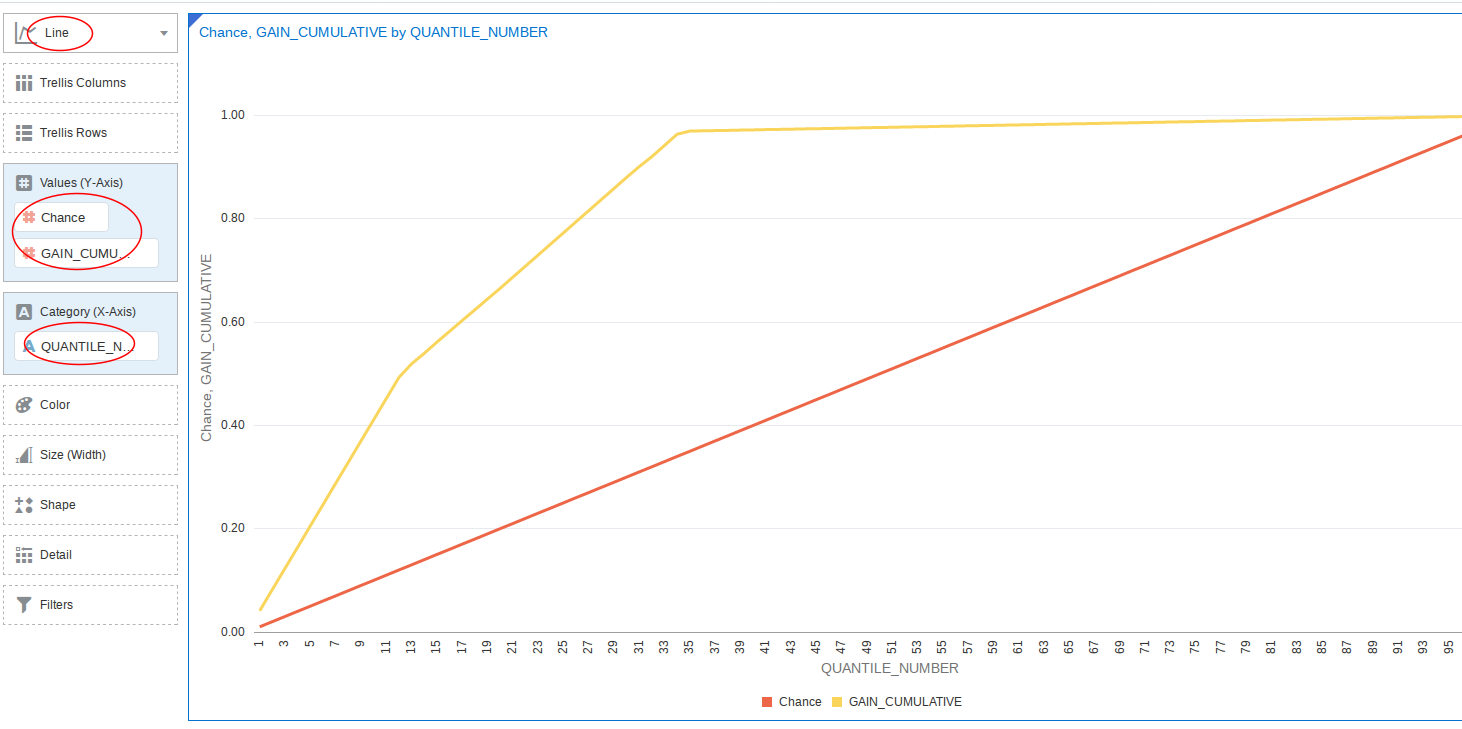 Line
Trellis Columns
Trellis Rows
Values (Y-Axis)
Chance
GAIN_CUMU...
Category (X-Axis)
QUANTILE_N...
Color
Size (Width)
Shape
Detail
Filters
Chance, GAIN_CUMULATIVE by QUANTILE_NUMBER
Chance, GAIN_CUMULATIVE
1.00
0.80
0.60
0.40
0.20
0.00
1 3 5 7 9 11 13 15 17 19 21 23 25 27 29 31 33 35 37 39 41 43 45 47 49 51 53 55 57 59 61 63 65 67 69 71 73 75 77 79 81 83 85 87 89 91 93 95
QUANTILE_NUMBER
Chance GAIN_CUMULATIVE